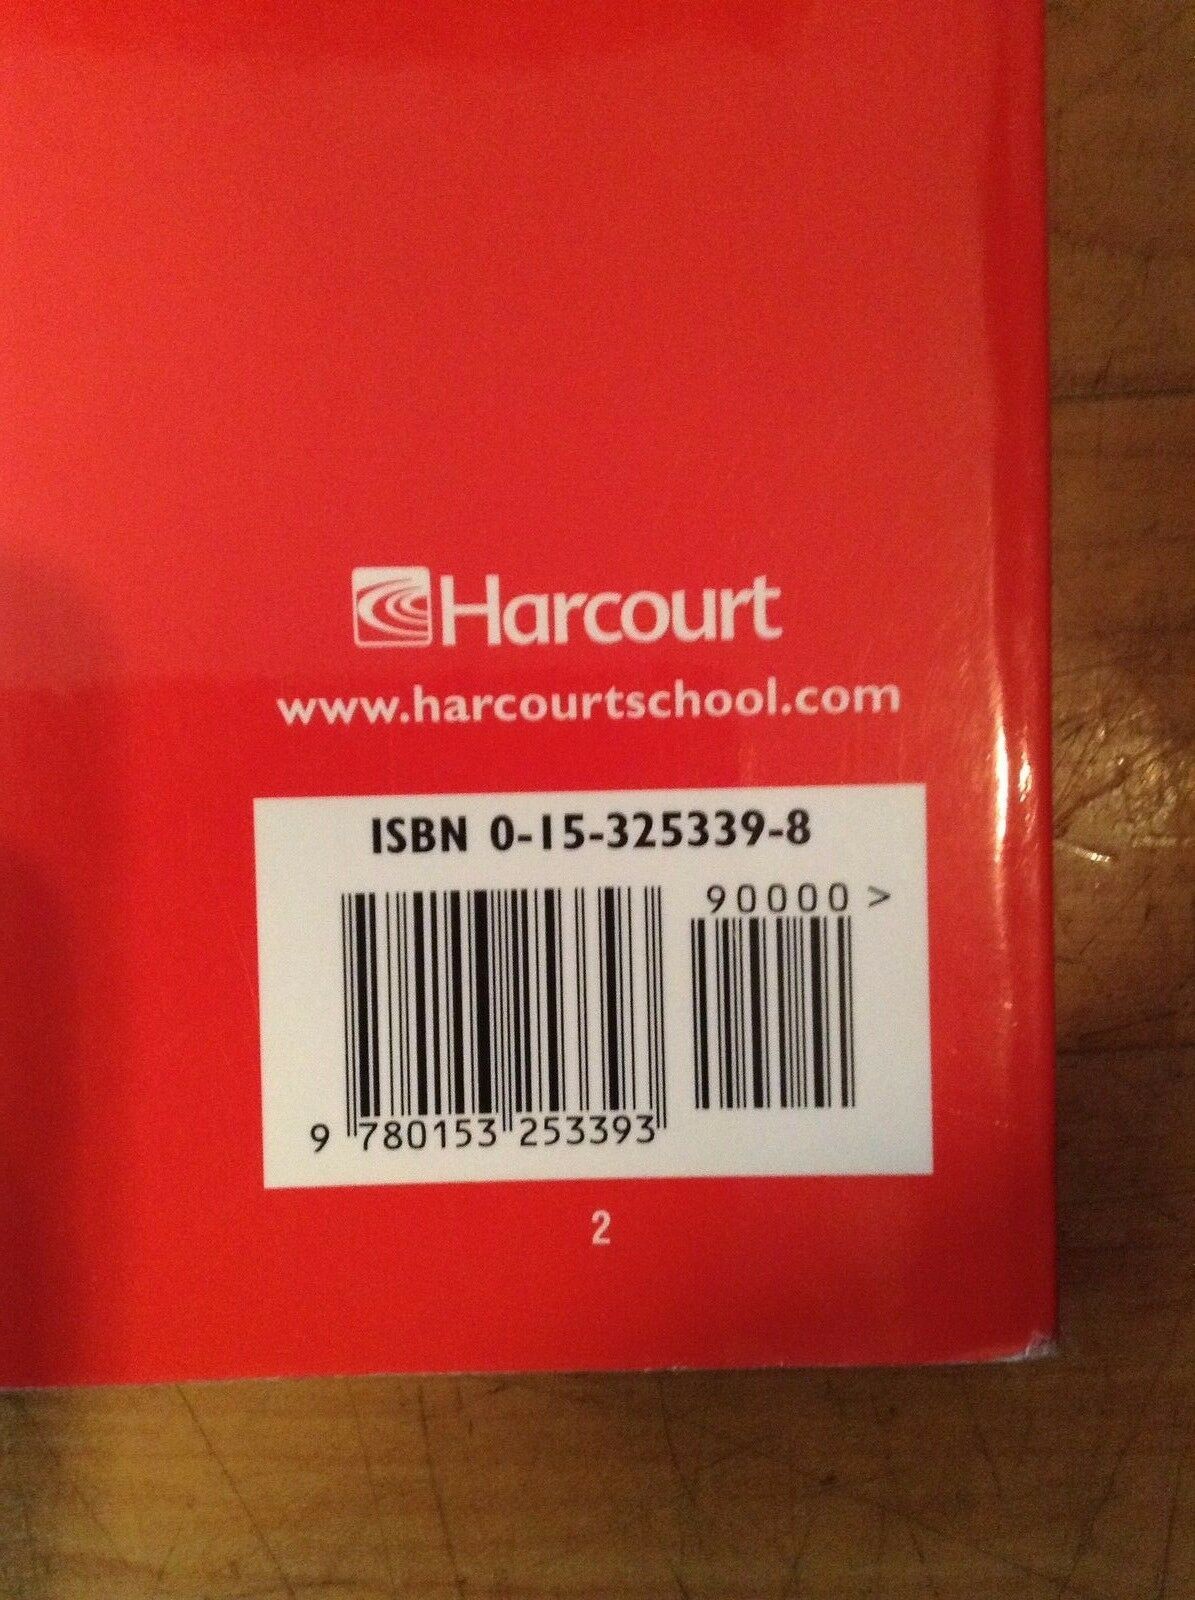 Harcourt
www.harcourtschool.com
ISBN 0-15-325339-8
90000 >
9 780153 253393
2